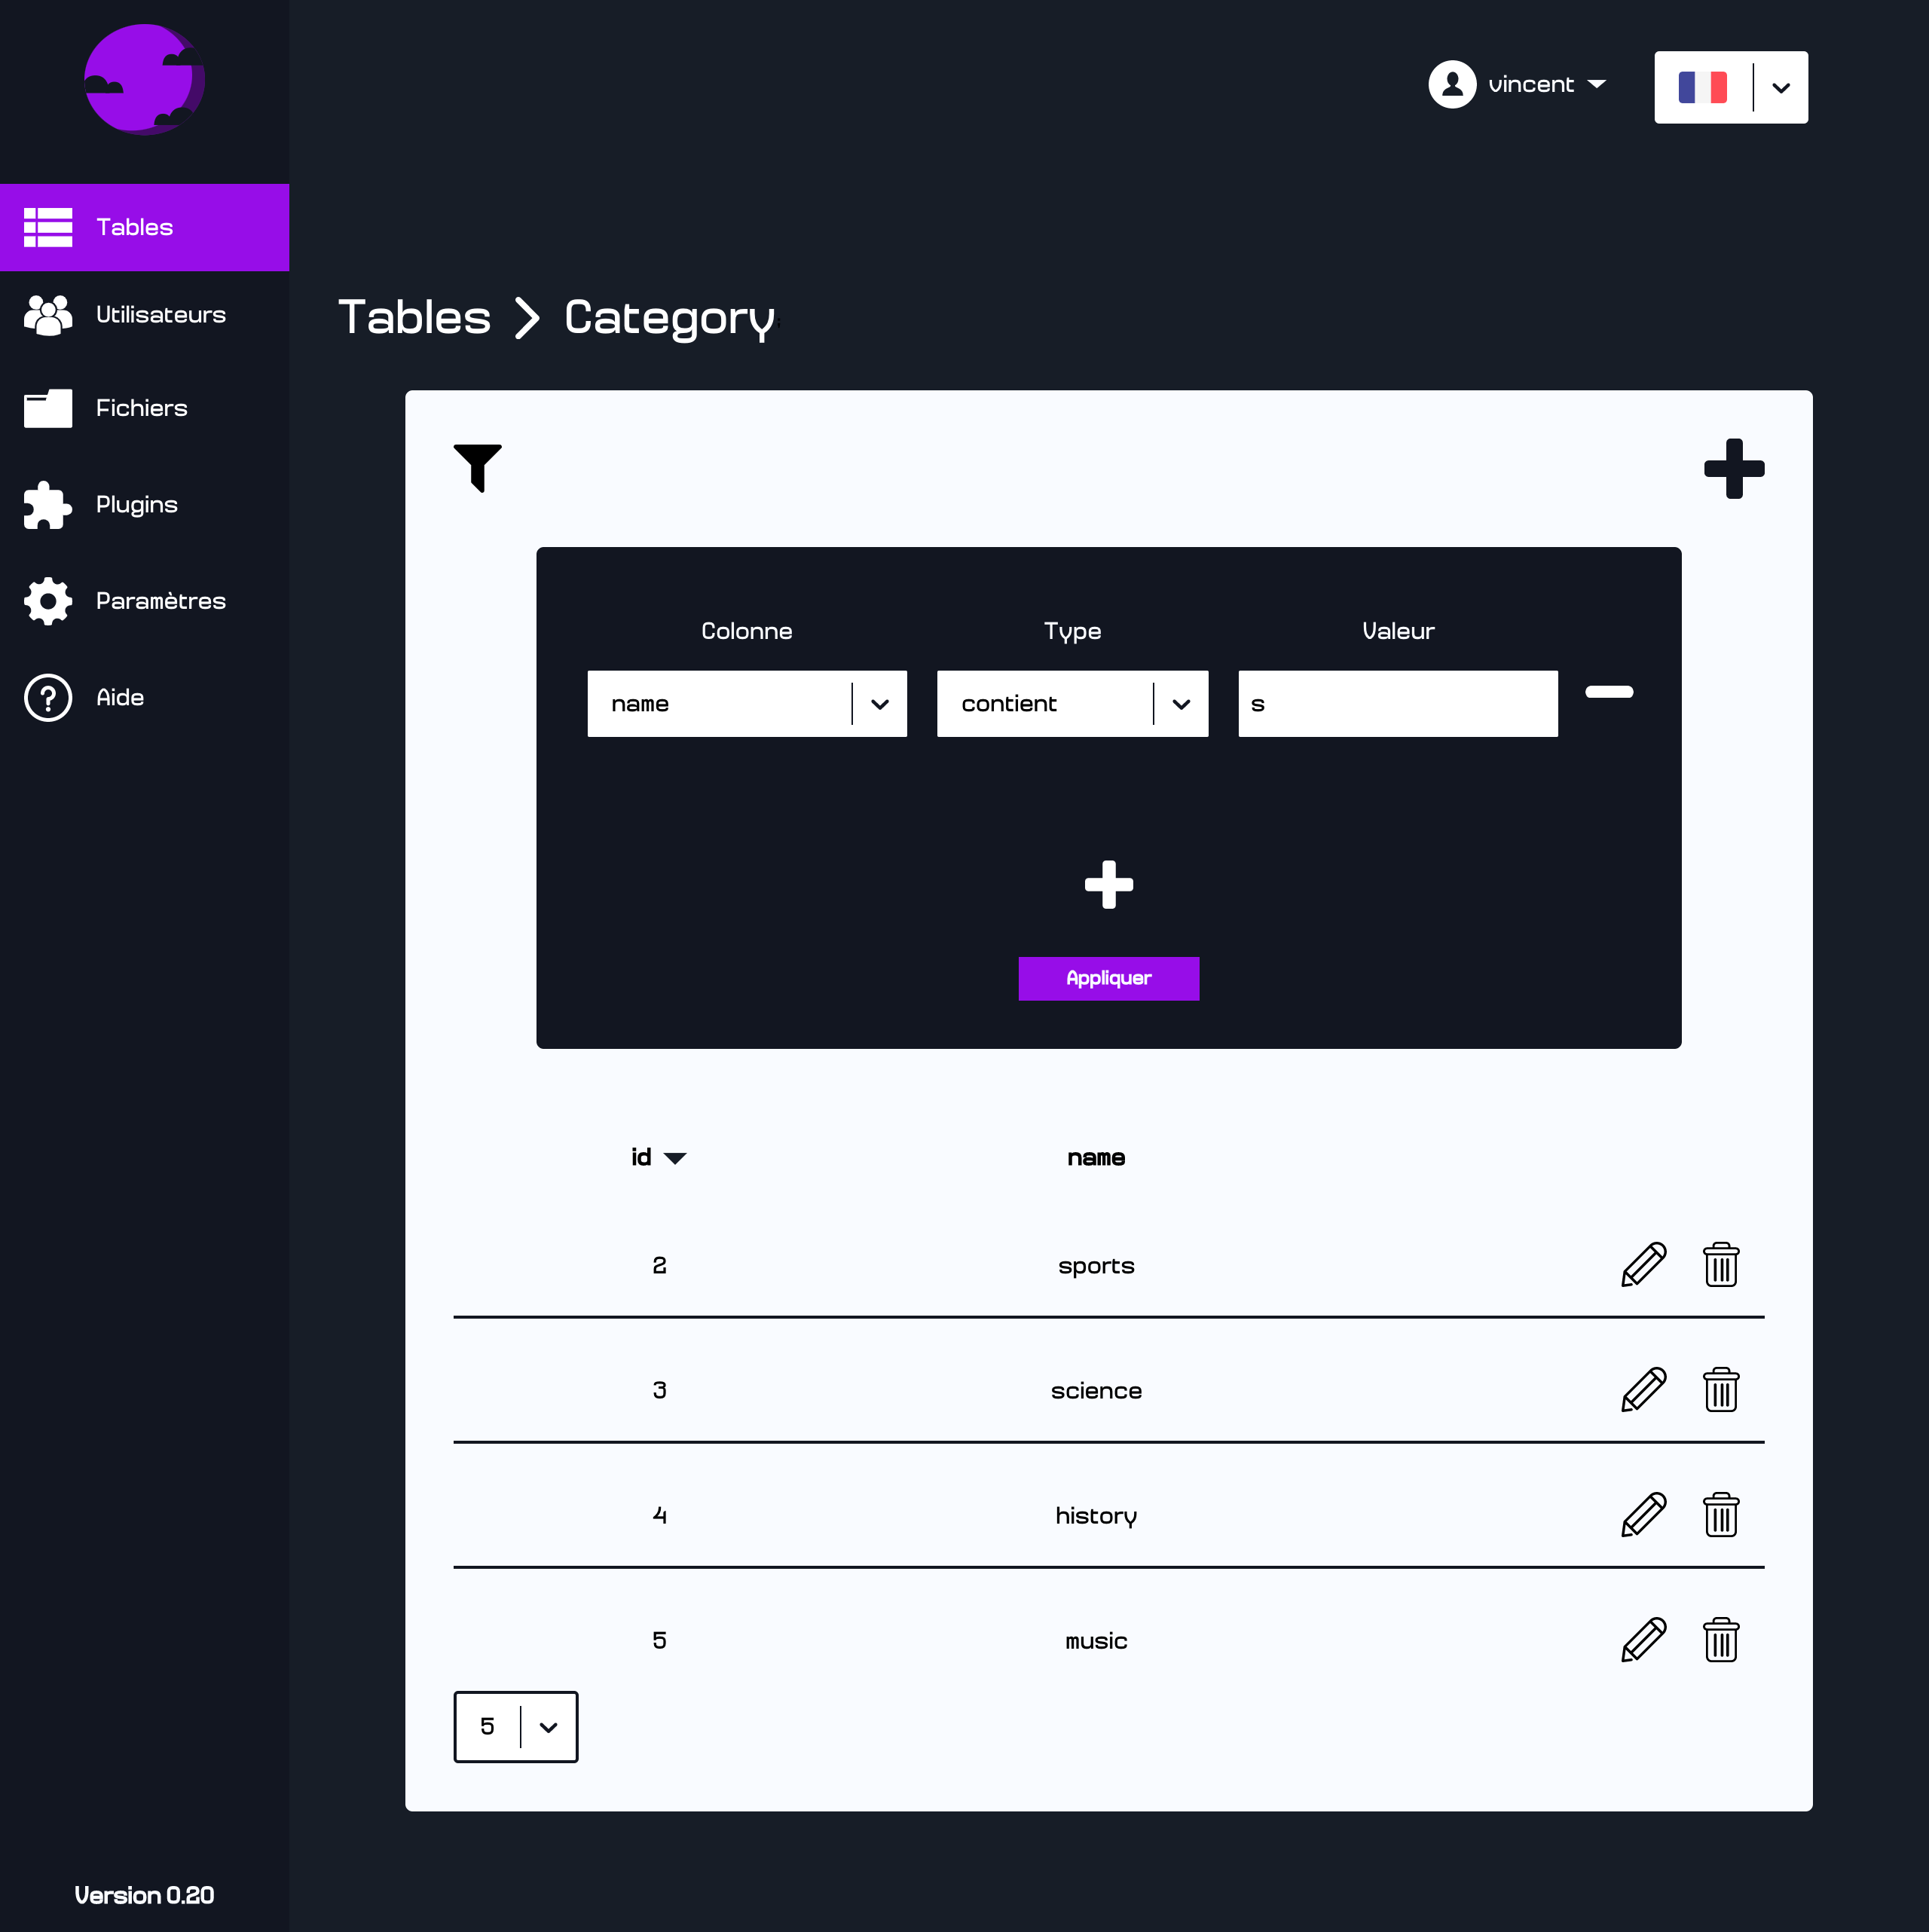 vincent
Tables
Utilisateurs
Fichiers
Plugins
Paramètres
Aide
Version 0.20
Tables > Category
Colonne Type Valeur
name contient s
Appliquer
id name
2 sports
3 science
4 history
5 music
5